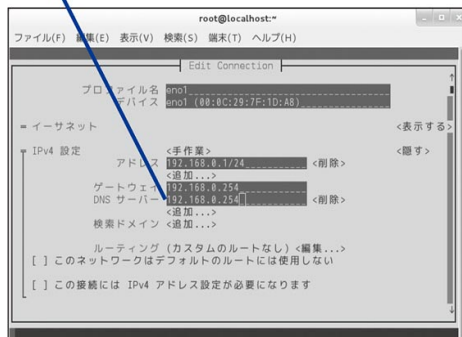 root@localhost:~
ファイル(F) 編集(E) 表示(V) 検索(S) 端末(T) ヘルプ(H)
Edit Connection
プロファイル名 eno1
デバイス eno1 (00:0C:29:7F:1D:A8)
= イーサネット <表示する>
= IPv4 設定 <手作業> <隠す>
アドレス 192.168.0.1/24 <削除>
<追加...>
ゲートウェイ 192.168.0.254
DNS サーバー 192.168.0.254 <削除>
<追加...>
検索ドメイン <追加...>
ルーティング (カスタムのルートなし) <編集...>
[ ] このネットワークはデフォルトのルートには使用しない
[ ] この接続には IPv4 アドレス設定が必要になります